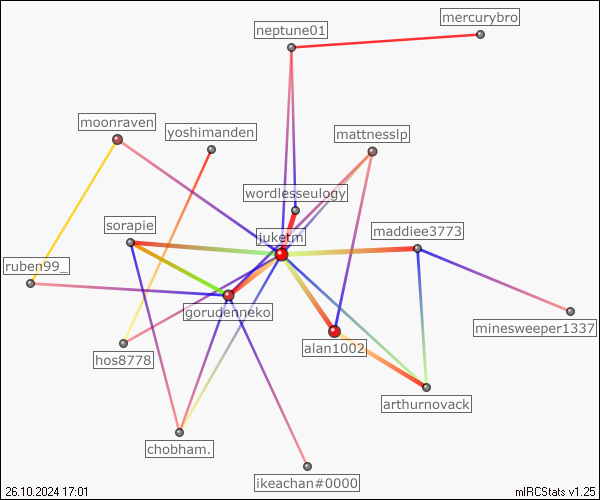 mercurybro
neptune01
moonraven
yoshimanden
mattnesslp
wordlesseulogy
sorapie
juketm
maddiee3773
ruben99_
gorudenneko
minesweeper1337
alan1002
hos8778
arthurnovack
chobham.
ikeachan#0000
26.10.2024 17:01
mIRCStats v1.25